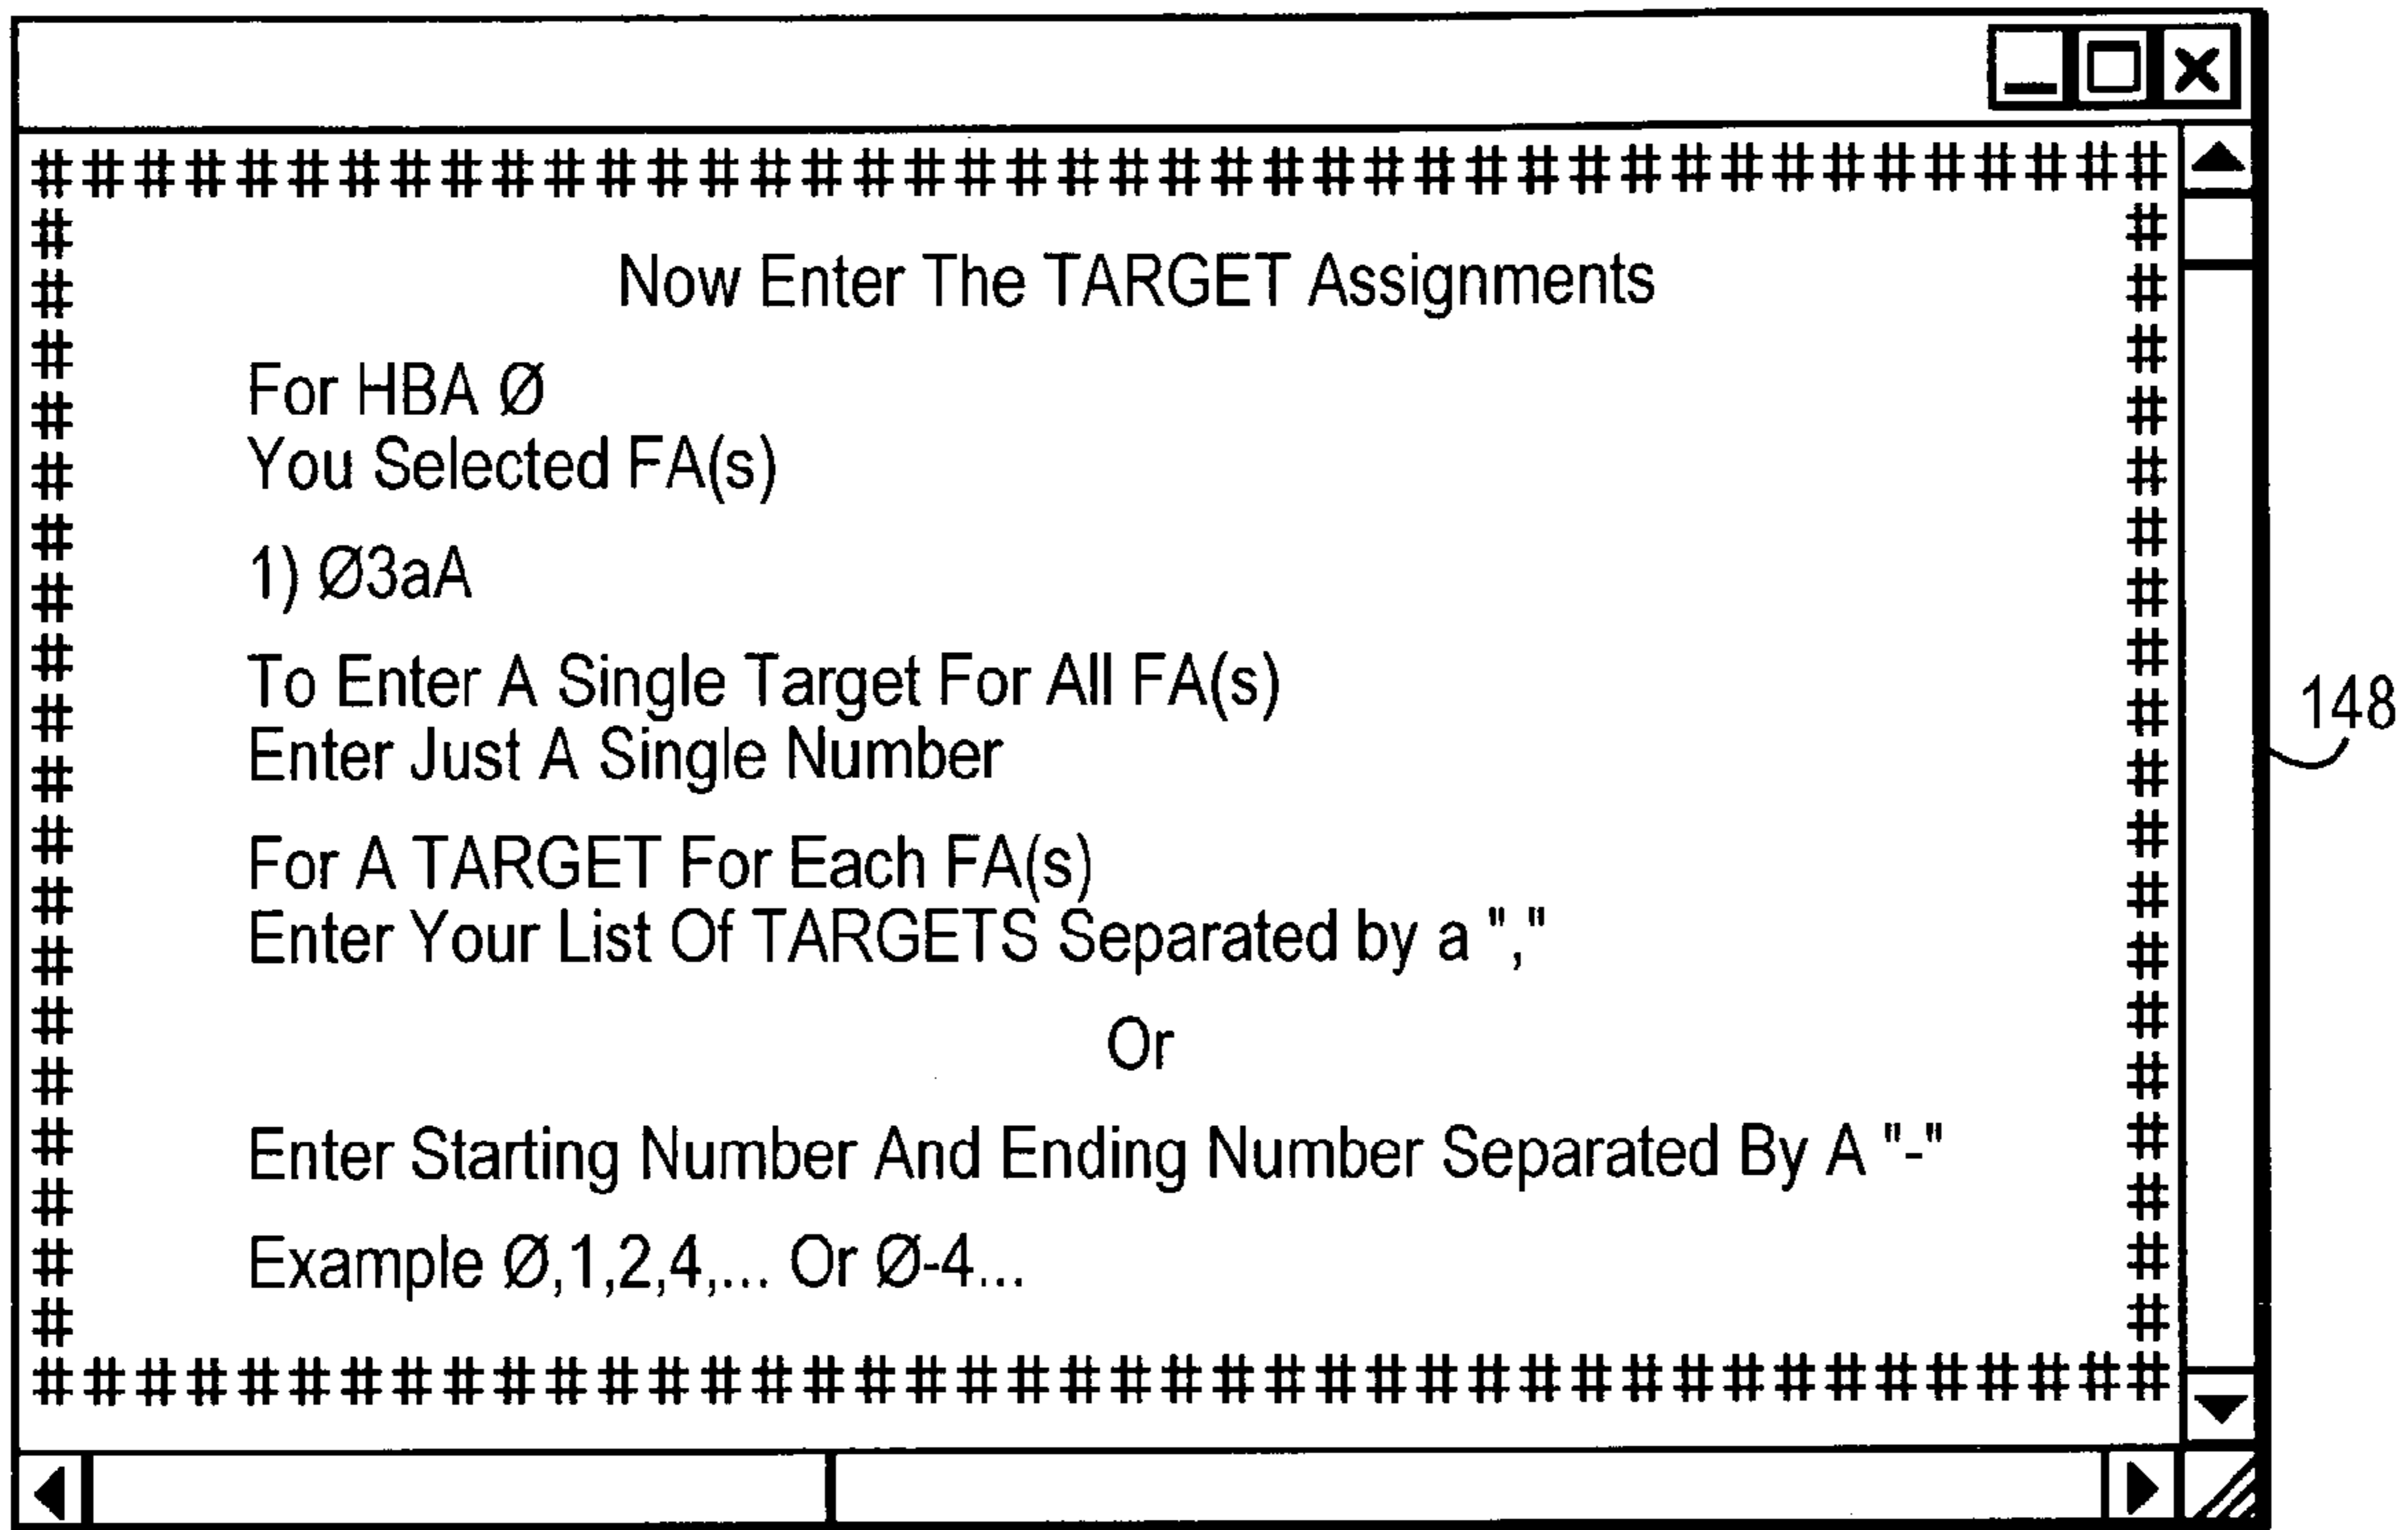 ##########################################
Now Enter The TARGET Assignments
For HBA Ø
You Selected FA(s)
1) Ø3aA
To Enter A Single Target For All FA(s)
Enter Just A Single Number
For A TARGET For Each FA(s)
Enter Your List Of TARGETS Separated by a ","
Or
Enter Starting Number And Ending Number Separated By A "-"
Example Ø,1,2,4,... Or Ø-4...
##########################################
148